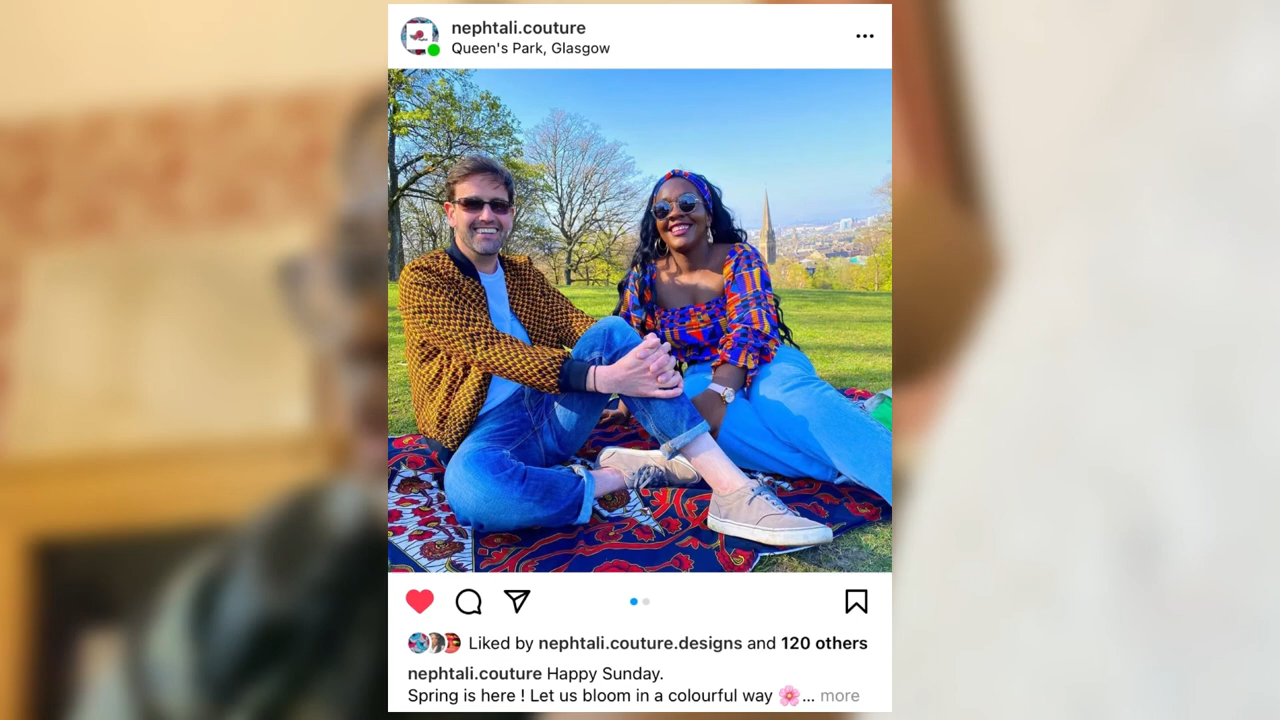 nephtali.couture
Queen's Park, Glasgow
Liked by nephtali.couture.designs and 120 others
nephtali.couture Happy Sunday.
Spring is here ! Let us bloom in a colourful way 🌸... more